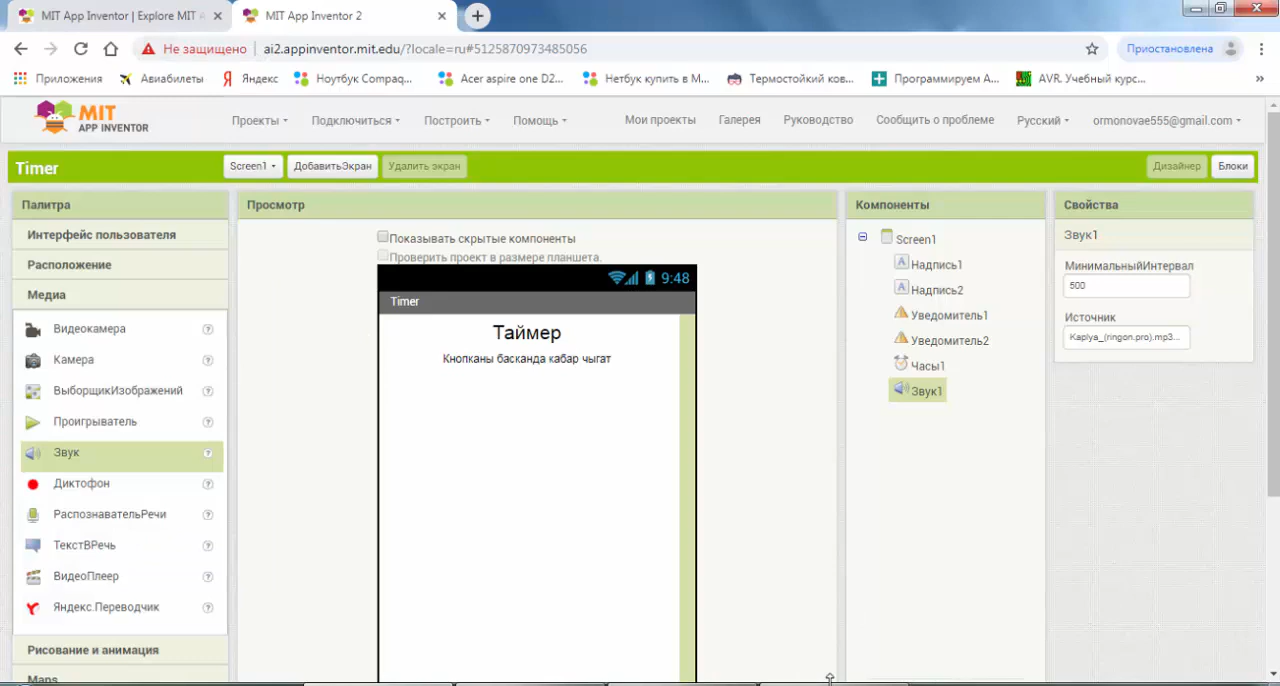 MIT App Inventor | Explore MIT A
MIT App Inventor 2
Не защищено
ai2.appinventor.mit.edu/?locale=ru#5125870973485056
Приостановлена
Приложения
Авиабилеты
Яндекс
Ноутбук Compaq...
Acer aspire one D2...
Нетбук купить в М...
Термостойкий ков...
Программируем А...
AVR. Учебный курс...
»
MIT
APP INVENTOR
Проекты
Подключиться
Построить
Помощь
Мои проекты
Галерея
Руководство
Сообщить о проблеме
Русский
ormonovae555@gmail.com
Timer
Screen1
ДобавитьЭкран
Удалить экран
Дизайнер
Блоки
Палитра
Интерфейс пользователя
Расположение
Медиа
Видеокамера
Камера
ВыборщикИзображений
Проигрыватель
Звук
Диктофон
РаспознавательРечи
ТекстВРечь
ВидеоПлеер
Яндекс.Переводчик
Рисование и анимация
Maps
Просмотр
Показывать скрытые компоненты
Проверить проект в размере планшета.
9:48
Timer
Таймер
Кнопканы басканда кабар чыгат
Компоненты
Screen1
Надпись1
Надпись2
Уведомитель1
Уведомитель2
Часы1
Звук1
Свойства
Звук1
МинимальныйИнтервал
500
Источник
Kaplya_(ringon.pro).mp3...